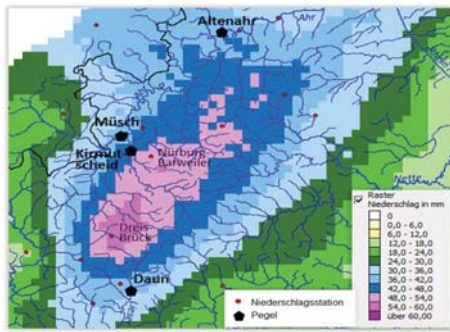 Altenahr
Ahr
Müsch
Kirmut
scheid
Nürburg
Barweiler
Dreis
Brück
Daun
Raster
Niederschlag in mm
0
0,0 - 6,0
6,0 - 12,0
12,0 - 18,0
18,0 - 24,0
24,0 - 30,0
30,0 - 36,0
36,0 - 42,0
42,0 - 48,0
48,0 - 54,0
54,0 - 60,0
über 60,00
Niederschlagsstation
Pegel